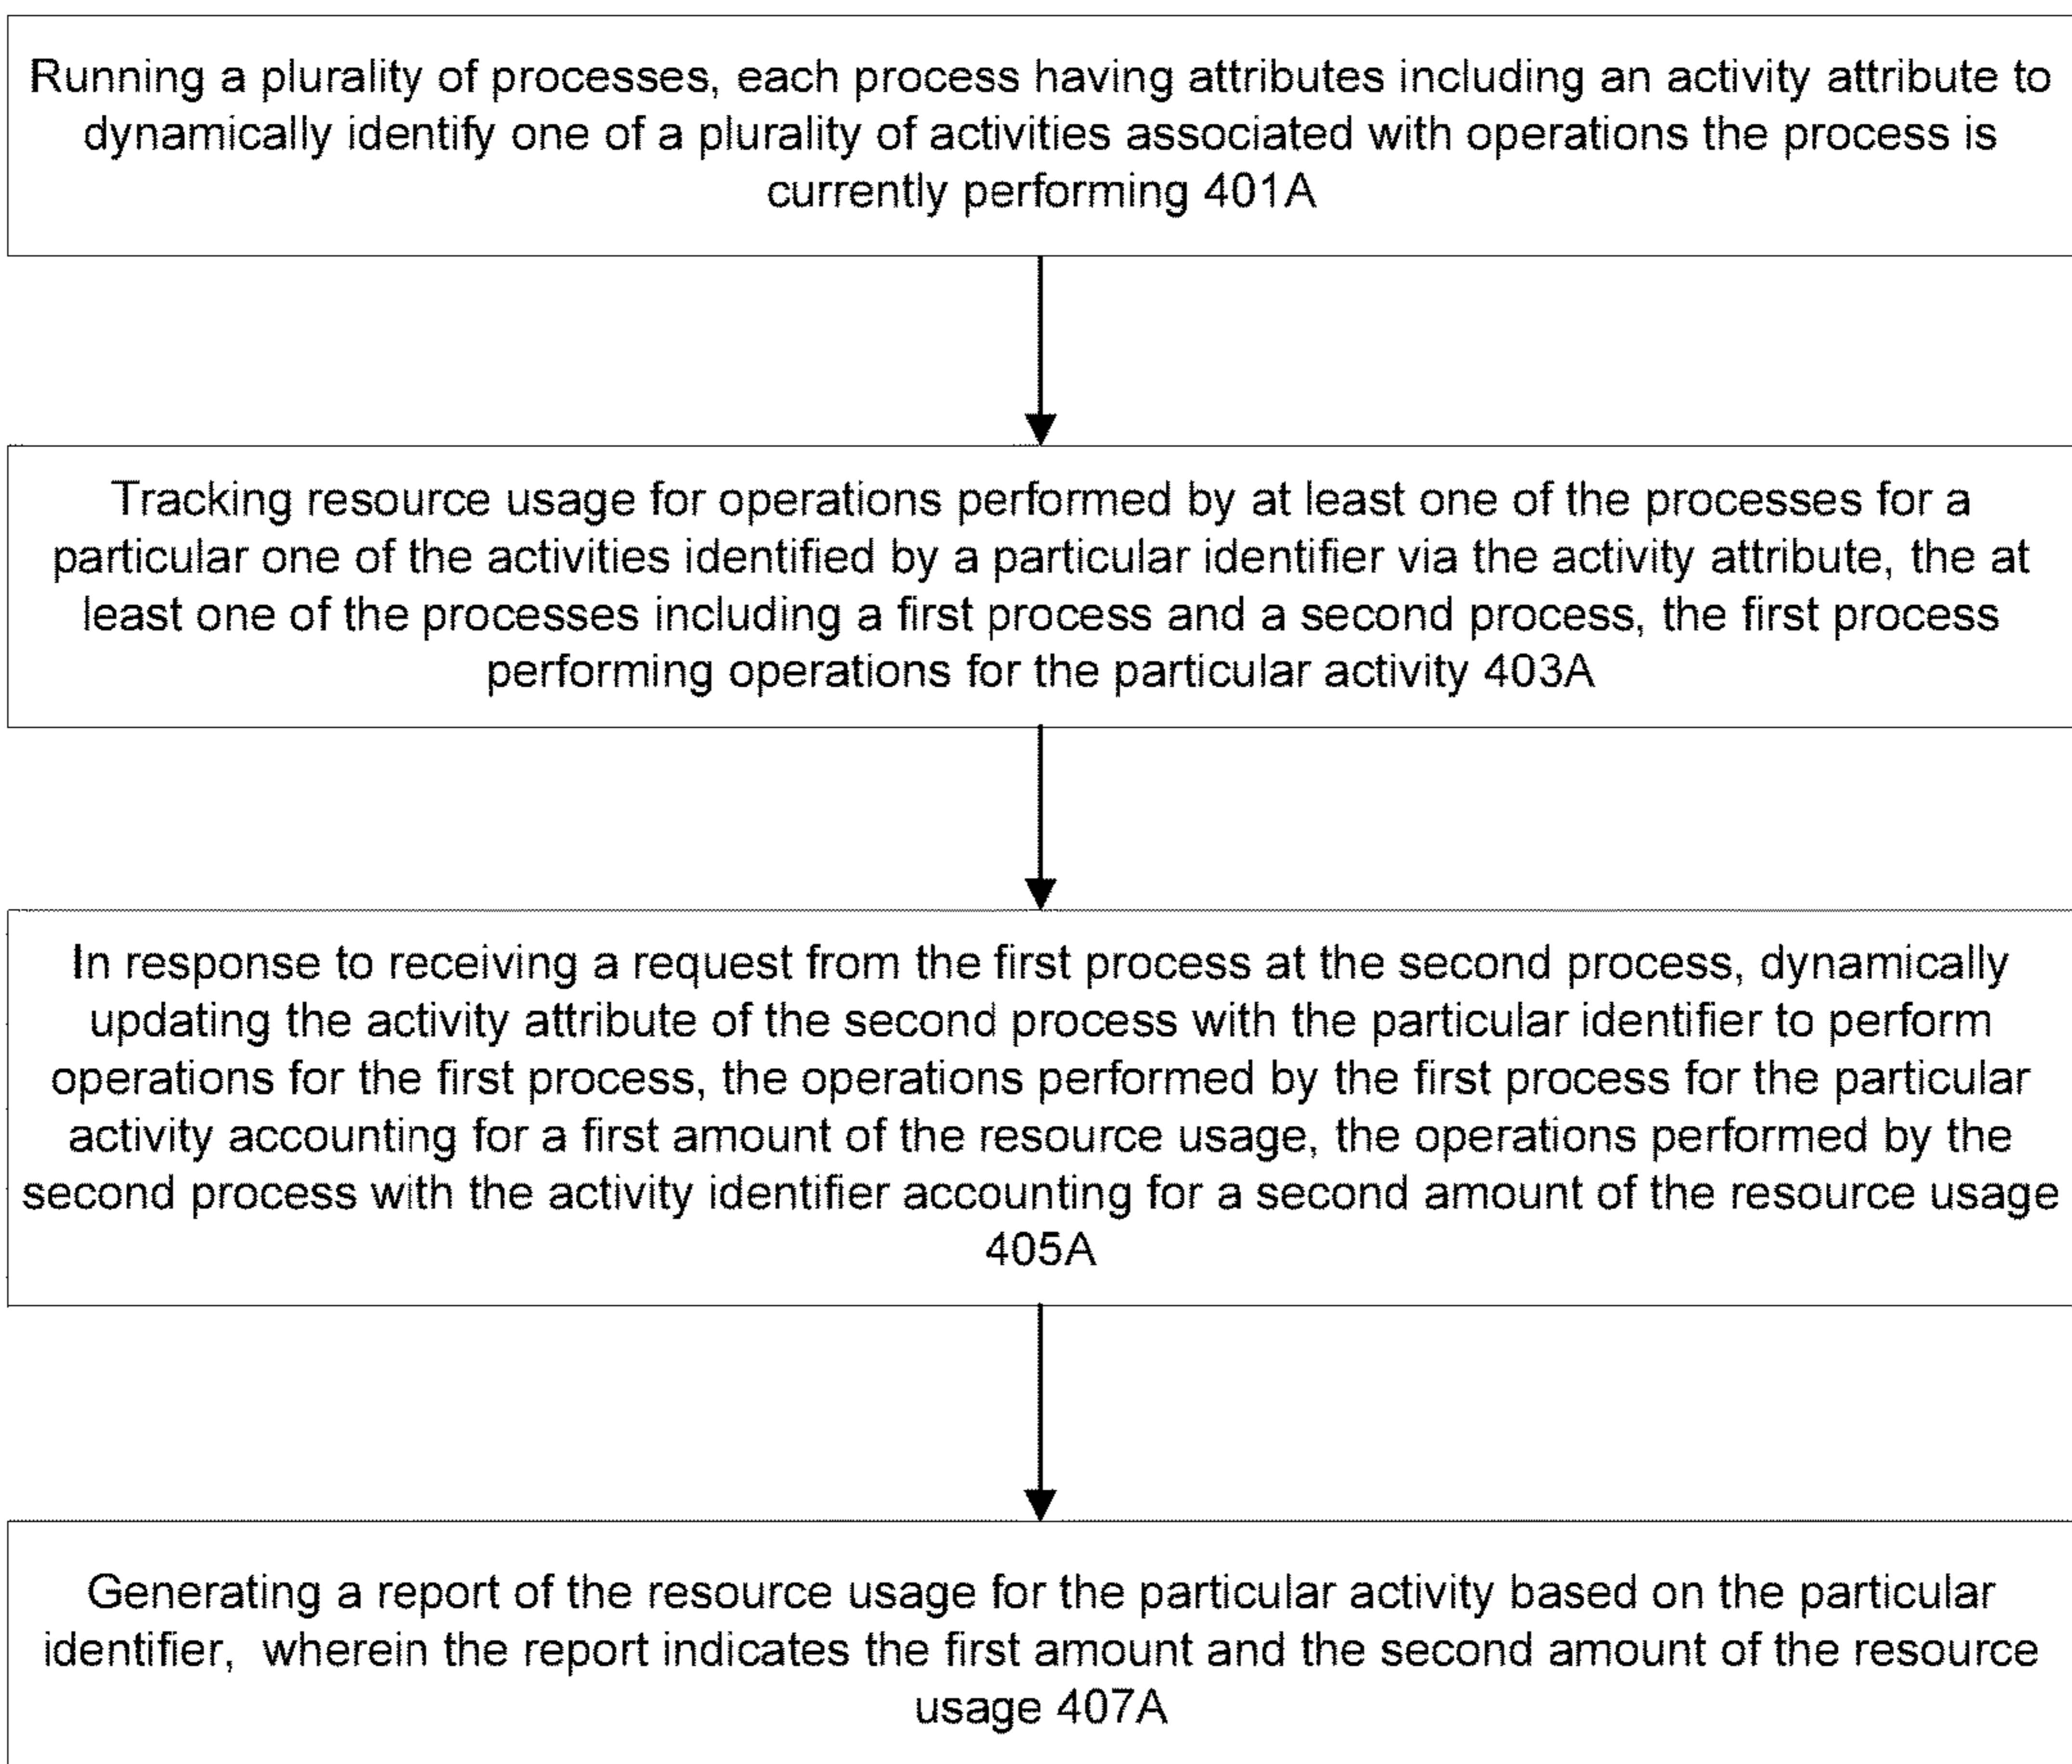 Running a plurality of processes, each process having attributes including an activity attribute to
dynamically identify one of a plurality of activities associated with operations the process is
currently performing 401A
Tracking resource usage for operations performed by at least one of the processes for a
particular one of the activities identified by a particular identifier via the activity attribute, the at
least one of the processes including a first process and a second process, the first process
performing operations for the particular activity 403A
In response to receiving a request from the first process at the second process, dynamically
updating the activity attribute of the second process with the particular identifier to perform
operations for the first process, the operations performed by the first process for the particular
activity accounting for a first amount of the resource usage, the operations performed by the
second process with the activity identifier accounting for a second amount of the resource usage
405A
Generating a report of the resource usage for the particular activity based on the particular
identifier,  wherein the report indicates the first amount and the second amount of the resource
usage 407A